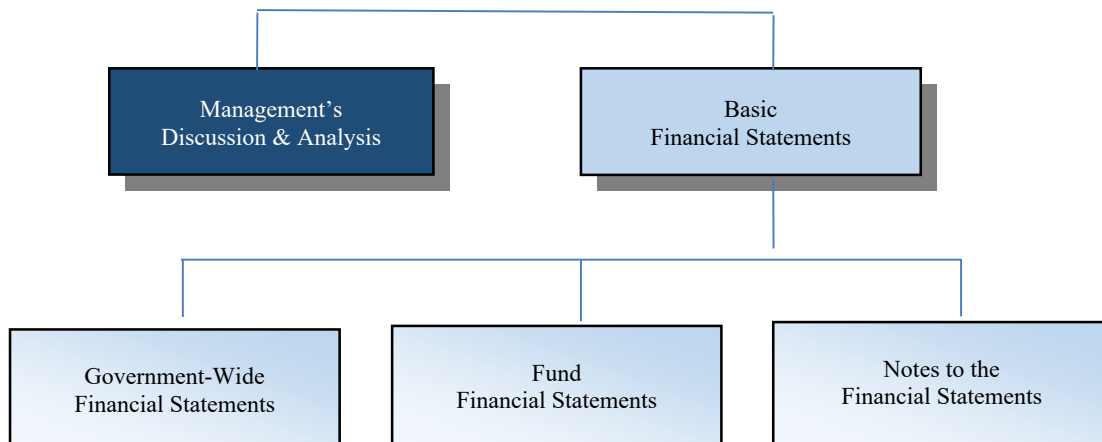 Management’s
Discussion & Analysis
Basic
Financial Statements
Government-Wide
Financial Statements
Fund
Financial Statements
Notes to the
Financial Statements